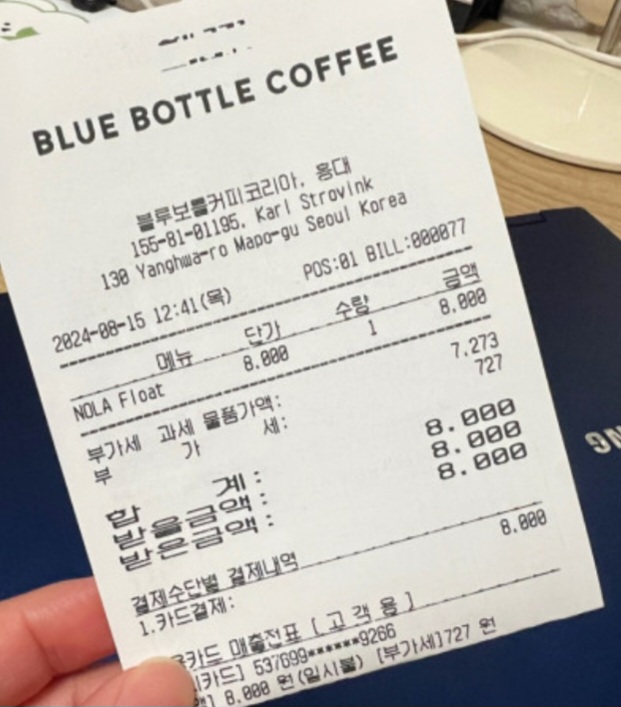 BLUE BOTTLE COFFEE
블루보틀커피코리아, 홍대
155-81-01195, Karl Strovink
130 Yanghwa-ro Mapo-gu Seoul Korea
POS:01 BILL:000077
2024-08-15 12:41(목)
메뉴 단가 수량 금액
NOLA Float 8.000 1 8.000
부가세 과세 물품가액: 7.273
부 가 세: 727
합 계: 8.000
받을금액: 8.000
받은금액: 8.000
결제수단별 결제내역
1.카드결제: 8.000
카드 매출전표 [ 고 객 용 ]
카드] 537699******9266
8.000 원(일시불) [부가세]727 원